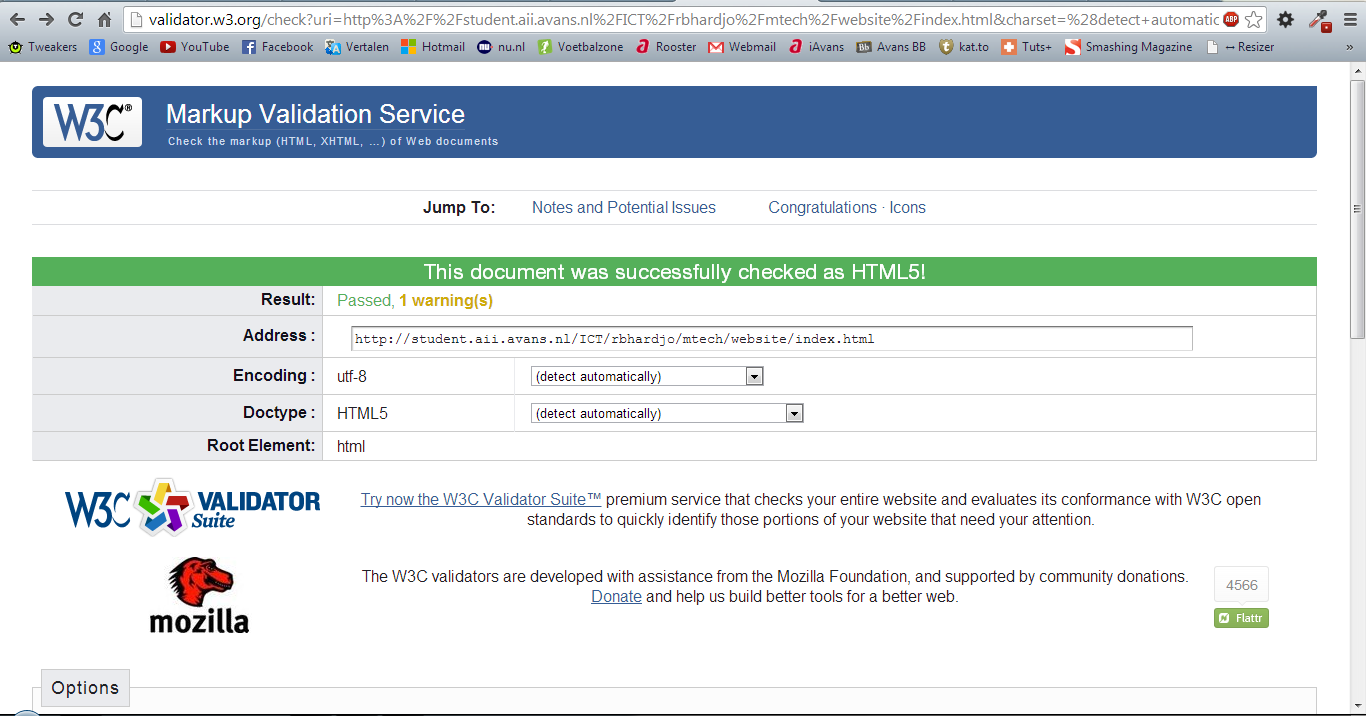 validator.w3.org/check?uri=http%3A%2F%2Fstudent.aii.avans.nl%2FICT%2Frbhardjo%2Fmtech%2Fwebsite%2Findex.html&charset=%28detect+automatic
ABP
Tweakers Google YouTube Facebook Vertalen Hotmail nu.nl Voetbalzone Rooster Webmail iAvans Bb Avans BB kat.to Tuts+ Smashing Magazine ↔ Resizer »
W3C® Markup Validation Service
Check the markup (HTML, XHTML, …) of Web documents
Jump To: Notes and Potential Issues Congratulations · Icons
This document was successfully checked as HTML5!
Result: Passed, 1 warning(s)
Address : http://student.aii.avans.nl/ICT/rbhardjo/mtech/website/index.html
Encoding : utf-8 (detect automatically)
Doctype : HTML5 (detect automatically)
Root Element: html
W3C VALIDATOR Suite
Try now the W3C Validator Suite™ premium service that checks your entire website and evaluates its conformance with W3C open
standards to quickly identify those portions of your website that need your attention.
mozilla
The W3C validators are developed with assistance from the Mozilla Foundation, and supported by community donations.
Donate and help us build better tools for a better web.
4566
Flattr
Options